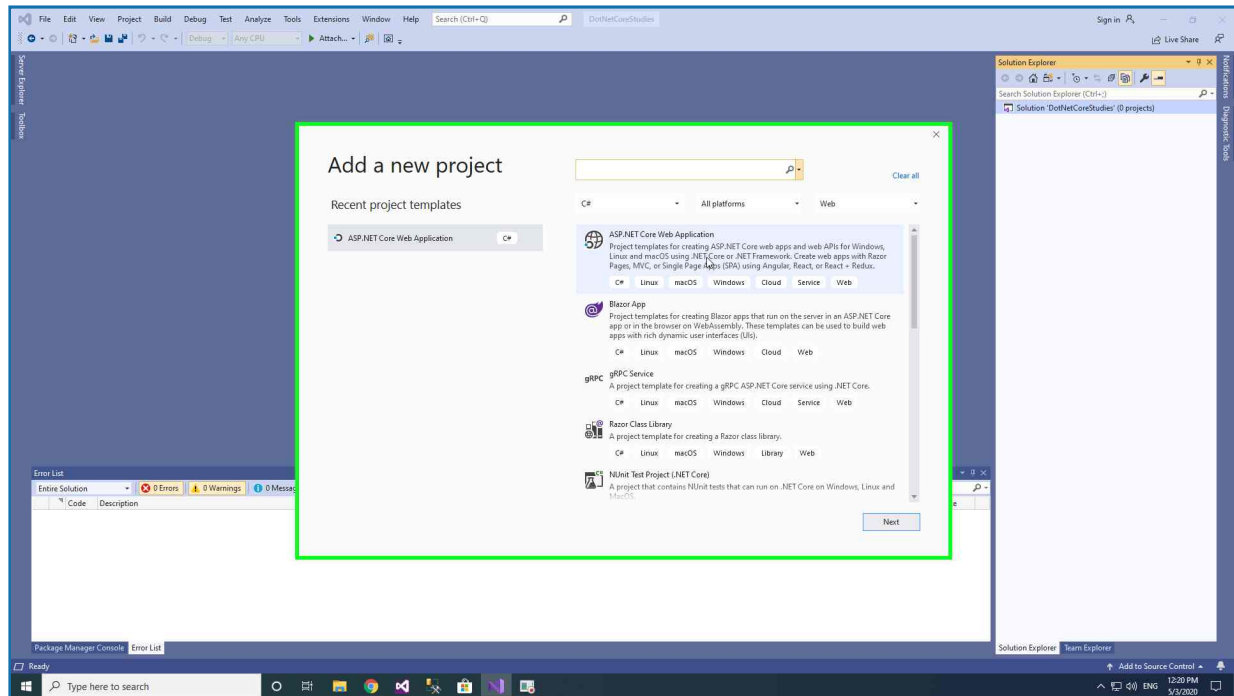 File Edit View Project Build Debug Test Analyze Tools Extensions Window Help Search (Ctrl+Q) DotNetCoreStudies Sign in
Debug Any CPU Attach... Live Share
Server Explorer
Toolbox
Solution Explorer
Search Solution Explorer (Ctrl+;)
Solution 'DotNetCoreStudies' (0 projects)
Notifications
Diagnostic Tools
Add a new project
Clear all
Recent project templates
C# All platforms Web
ASP.NET Core Web Application C#
ASP.NET Core Web Application
Project templates for creating ASP.NET Core web apps and web APIs for Windows,
Linux and macOS using .NET Core or .NET Framework. Create web apps with Razor
Pages, MVC, or Single Page Apps (SPA) using Angular, React, or React + Redux.
C# Linux macOS Windows Cloud Service Web
Blazor App
Project templates for creating Blazor apps that run on the server in an ASP.NET Core
app or in the browser on WebAssembly. These templates can be used to build web
apps with rich dynamic user interfaces (UIs).
C# Linux macOS Windows Cloud Web
gRPC gRPC Service
A project template for creating a gRPC ASP.NET Core service using .NET Core.
C# Linux macOS Windows Cloud Service Web
Razor Class Library
A project template for creating a Razor class library.
C# Linux macOS Windows Library Web
NUnit Test Project (.NET Core)
A project that contains NUnit tests that can run on .NET Core on Windows, Linux and
MacOS.
Next
Error List
Entire Solution 0 Errors 0 Warnings 0 Messag
Code Description
Package Manager Console Error List
Solution Explorer Team Explorer
Ready Add to Source Control
Type here to search ENG 12:20 PM
5/3/2020